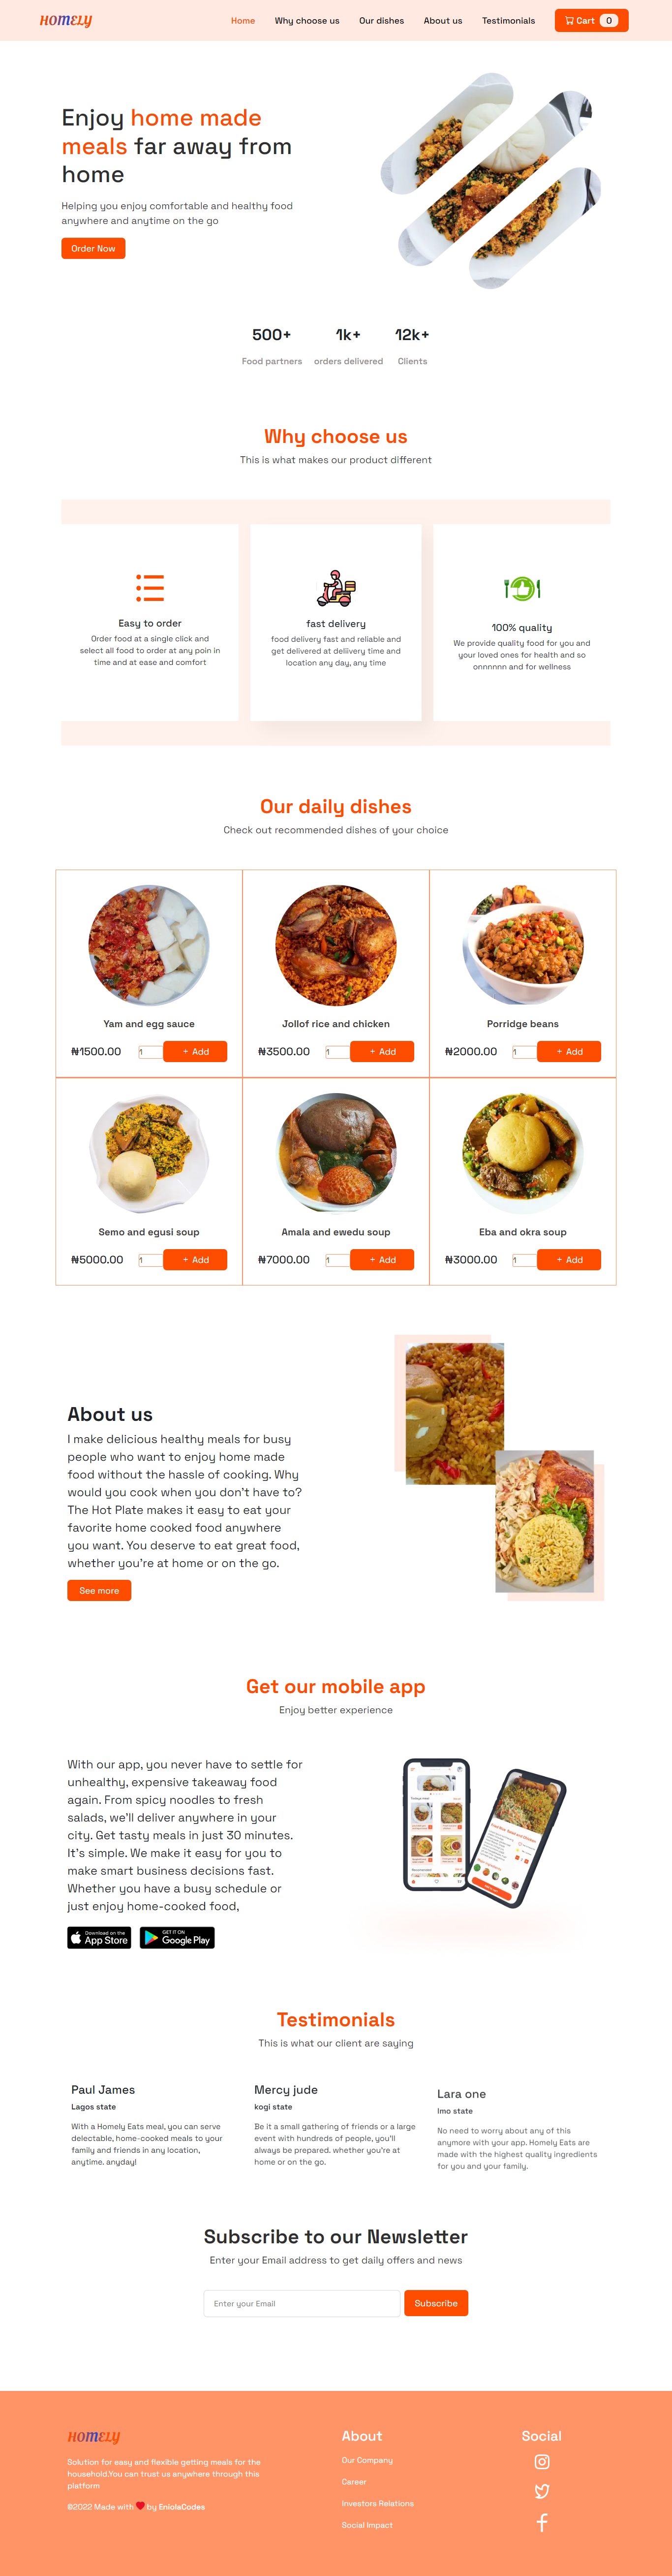 HOMELY
Home
Why choose us
Our dishes
About us
Testimonials
Cart 0
Enjoy home made
meals far away from
home
Helping you enjoy comfortable and healthy food
anywhere and anytime on the go
Order Now
500+
1k+
12k+
Food partners
orders delivered
Clients
Why choose us
This is what makes our product different
Easy to order
Order food at a single click and
select all food to order at any poin in
time and at ease and comfort
fast delivery
food delivery fast and reliable and
get delivered at deliivery time and
location any day, any time
100% quality
We provide quality food for you and
your loved ones for health and so
onnnnnn and for wellness
Our daily dishes
Check out recommended dishes of your choice
Yam and egg sauce
₦1500.00 1 + Add
Jollof rice and chicken
₦3500.00 1 + Add
Porridge beans
₦2000.00 1 + Add
Semo and egusi soup
₦5000.00 1 + Add
Amala and ewedu soup
₦7000.00 1 + Add
Eba and okra soup
₦3000.00 1 + Add
About us
I make delicious healthy meals for busy
people who want to enjoy home made
food without the hassle of cooking. Why
would you cook when you don't have to?
The Hot Plate makes it easy to eat your
favorite home cooked food anywhere
you want. You deserve to eat great food,
whether you're at home or on the go.
See more
Get our mobile app
Enjoy better experience
With our app, you never have to settle for
unhealthy, expensive takeaway food
again. From spicy noodles to fresh
salads, we'll deliver anywhere in your
city. Get tasty meals in just 30 minutes.
It's simple. We make it easy for you to
make smart business decisions fast.
Whether you have a busy schedule or
just enjoy home-cooked food,
Download on the
App Store
GET IT ON
Google Play
Testimonials
This is what our client are saying
Paul James
Lagos state
With a Homely Eats meal, you can serve
delectable, home-cooked meals to your
family and friends in any location,
anytime. anyday!
Mercy jude
kogi state
Be it a small gathering of friends or a large
event with hundreds of people, you'll
always be prepared. whether you're at
home or on the go.
Lara one
Imo state
No need to worry about any of this
anymore with your app. Homely Eats are
made with the highest quality ingredients
for you and your family.
Subscribe to our Newsletter
Enter your Email address to get daily offers and news
Enter your Email
Subscribe
HOMELY
Solution for easy and flexible getting meals for the
household.You can trust us anywhere through this
platform
©2022 Made with ❤ by EniolaCodes
About
Our Company
Career
Investors Relations
Social Impact
Social